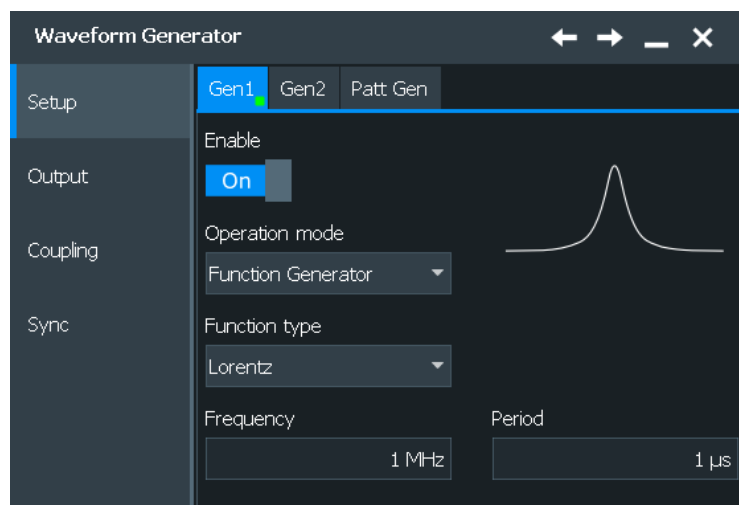 Waveform Generator
Setup
Gen1 Gen2 Patt Gen
Enable
On
Output
Operation mode
Coupling
Function Generator
Sync
Function type
Lorentz
Frequency Period
1 MHz 1 µs